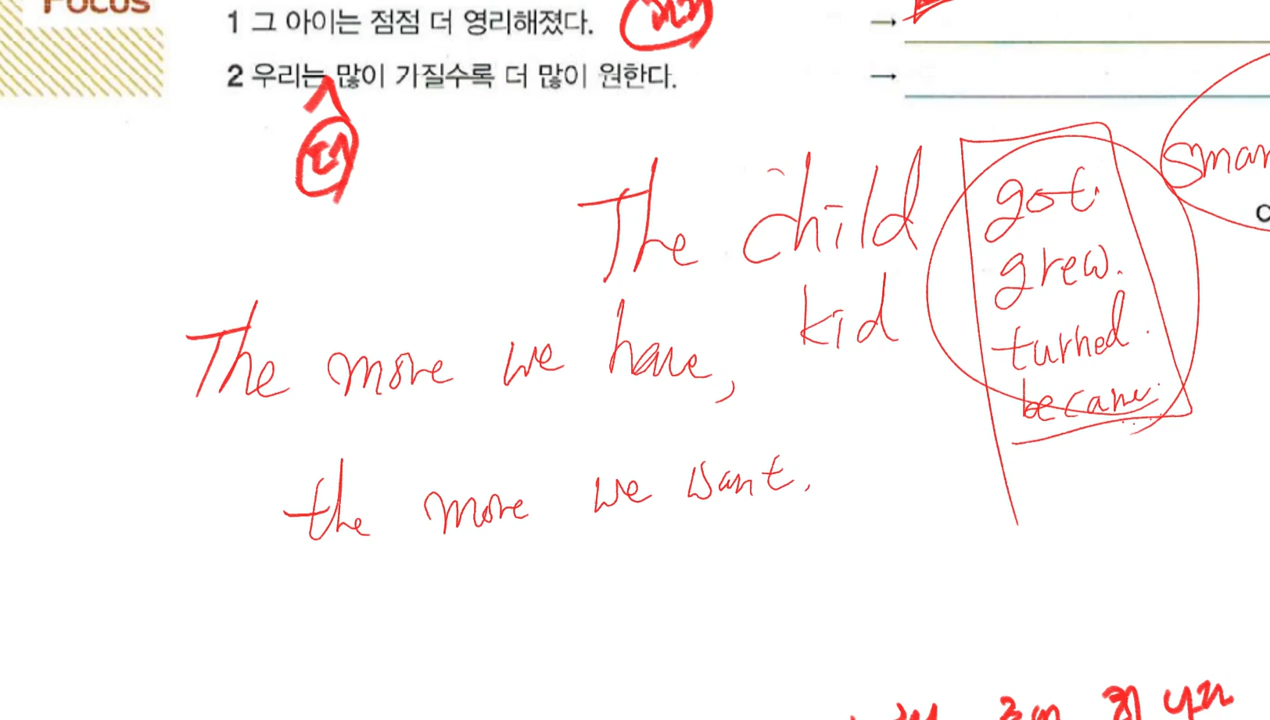 Focus
1 그 아이는 점점 더 영리해졌다. →
2 우리는 많이 가질수록 더 많이 원한다. →
더
The child got. smar
kid grew.
turned.
became.
The more we have,
the more we want.